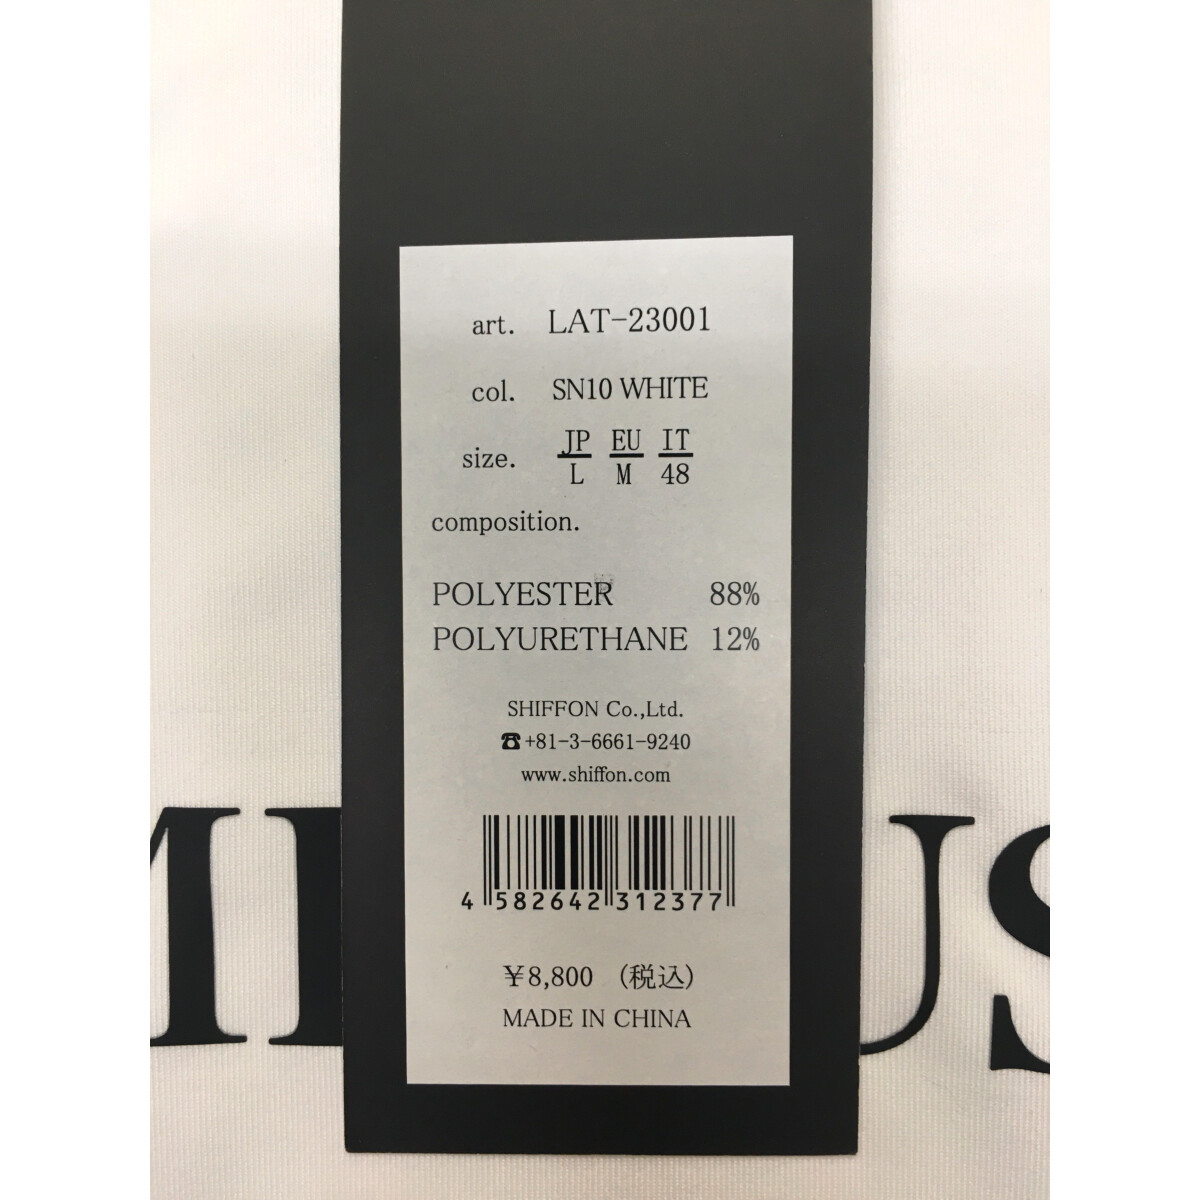 art. LAT-23001
col. SN10 WHITE
size. JP/L EU/M IT/48
composition.
POLYESTER 88%
POLYURETHANE 12%
SHIFFON Co.,Ltd.
☎+81-3-6661-9240
www.shiffon.com
4 582642 312377
¥8,800 (税込)
MADE IN CHINA